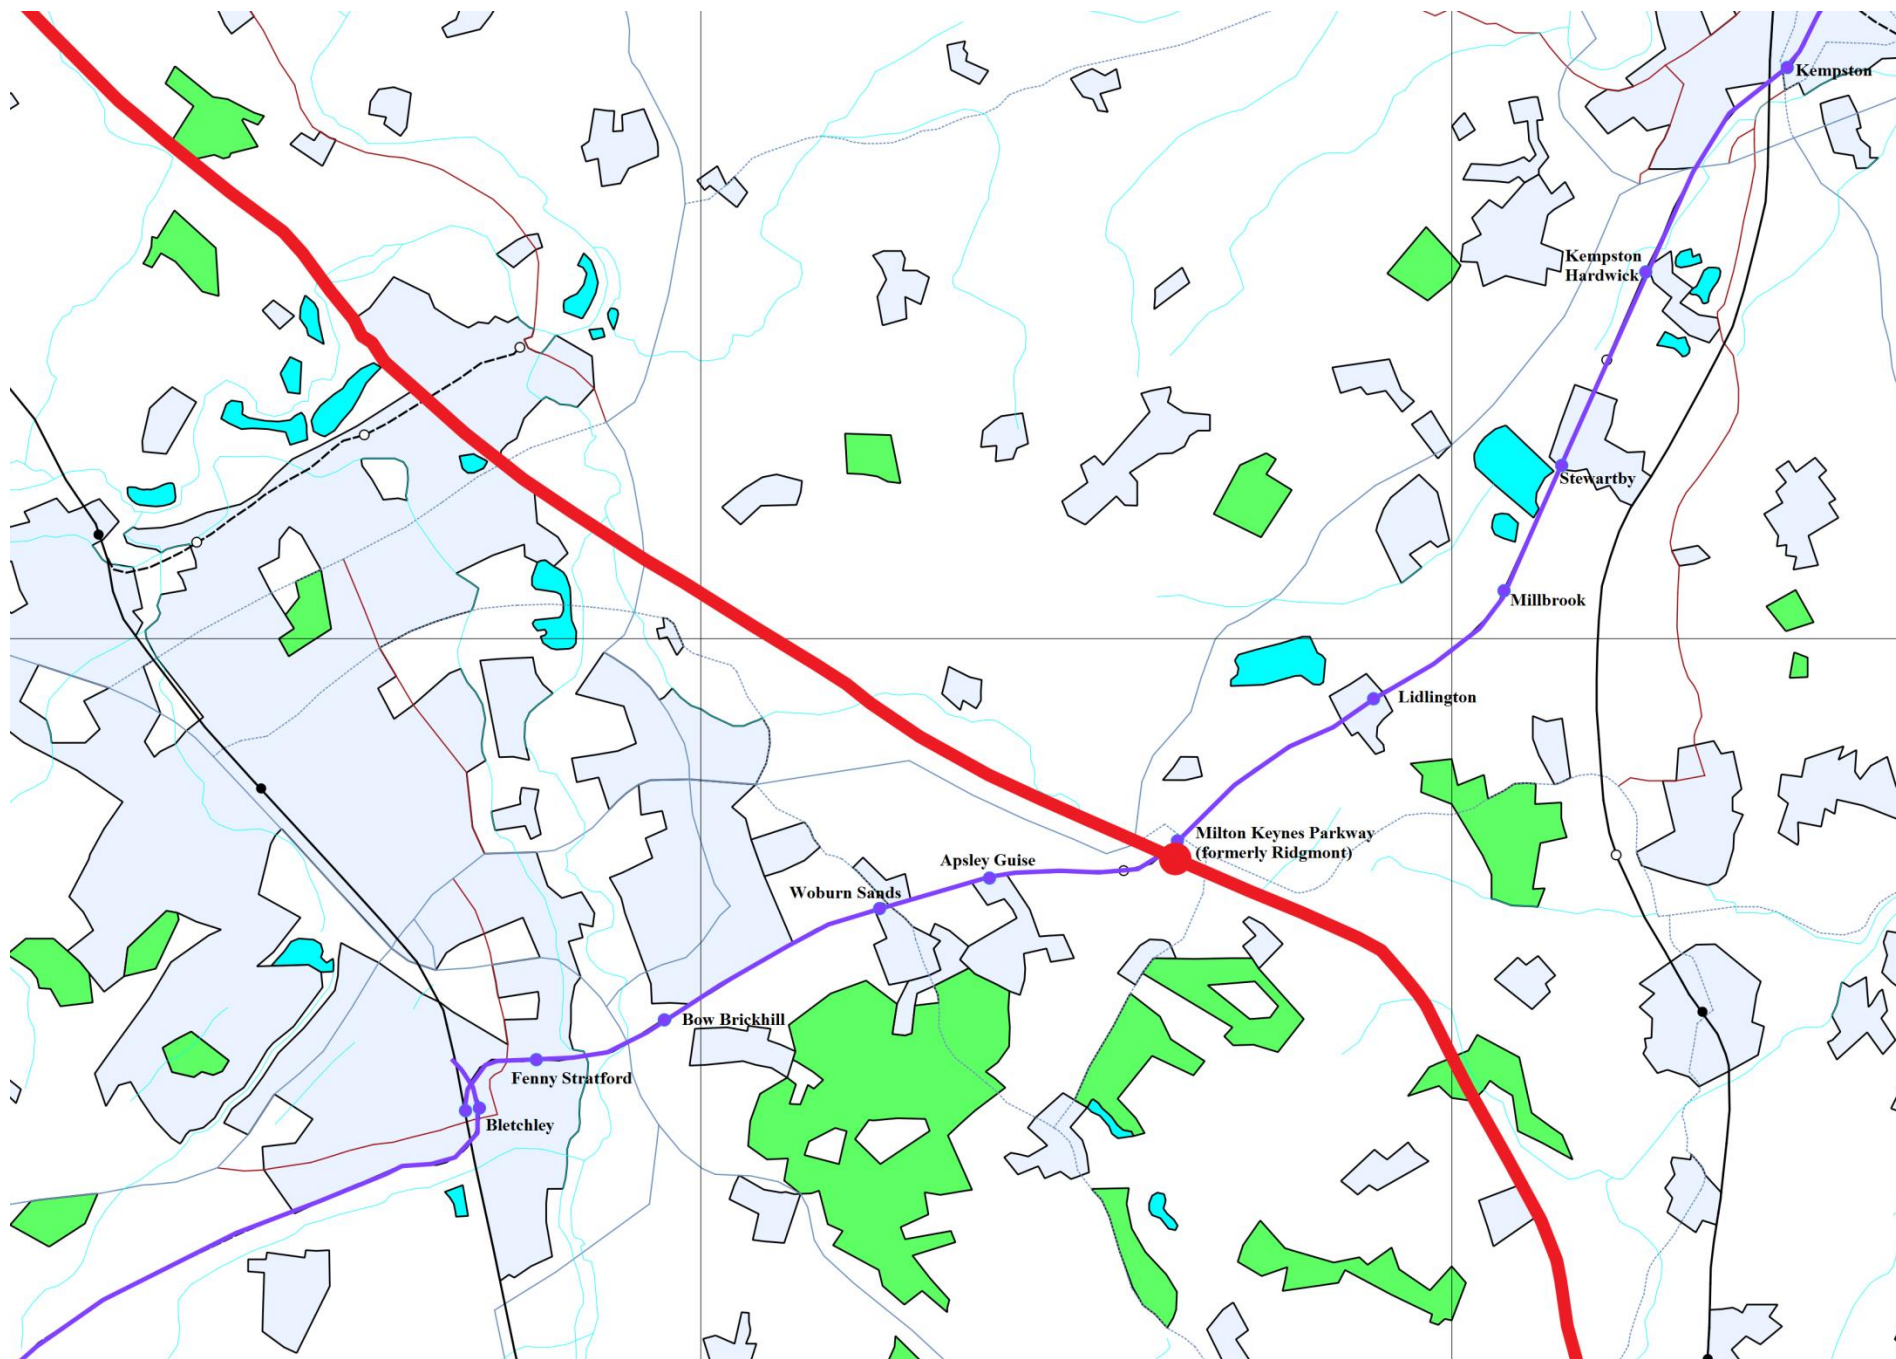 Kempston
Kempston
Hardwick
Stewartby
Millbrook
Lidlington
Milton Keynes Parkway
(formerly Ridgmont)
Apsley Guise
Woburn Sands
Bow Brickhill
Fenny Stratford
Bletchley